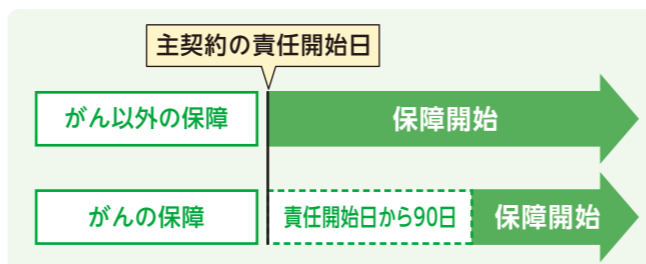 主契約の責任開始日
がん以外の保障
保障開始
がんの保障
責任開始日から90日
保障開始